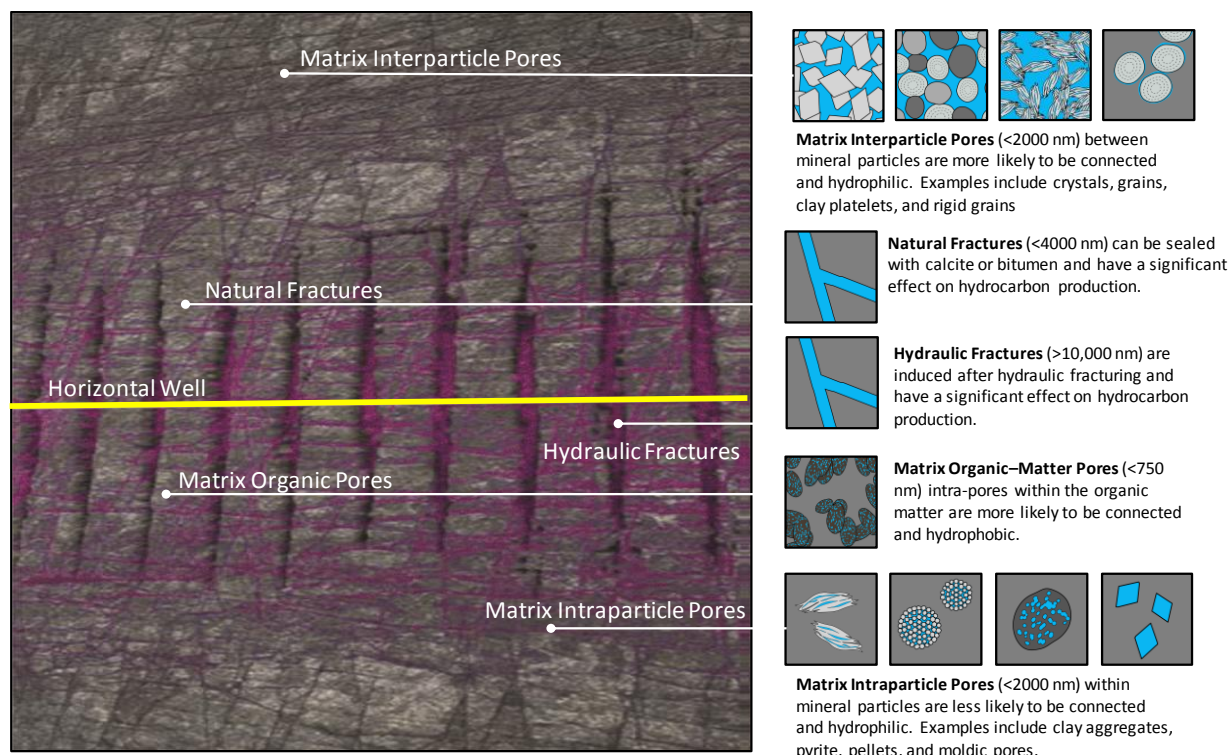 Matrix Interparticle Pores
Natural Fractures
Horizontal Well
Hydraulic Fractures
Matrix Organic Pores
Matrix Intraparticle Pores
Matrix Interparticle Pores (<2000 nm) between
mineral particles are more likely to be connected
and hydrophilic. Examples include crystals, grains,
clay platelets, and rigid grains
Natural Fractures (<4000 nm) can be sealed
with calcite or bitumen and have a significant
effect on hydrocarbon production.
Hydraulic Fractures (>10,000 nm) are
induced after hydraulic fracturing and
have a significant effect on hydrocarbon
production.
Matrix Organic–Matter Pores (<750
nm) intra-pores within the organic
matter are more likely to be connected
and hydrophobic.
Matrix Intraparticle Pores (<2000 nm) within
mineral particles are less likely to be connected
and hydrophilic. Examples include clay aggregates,
pyrite, pellets, and moldic pores.